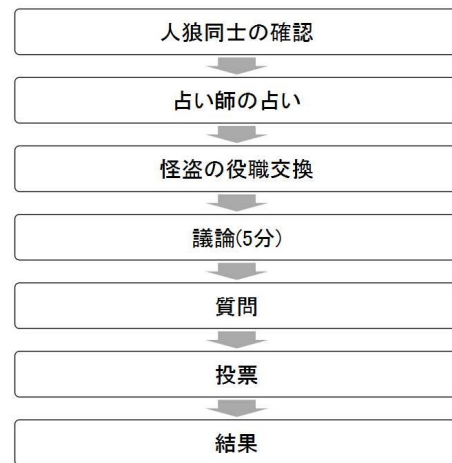 人狼同士の確認
占い師の占い
怪盗の役職交換
議論(5分)
質問
投票
結果